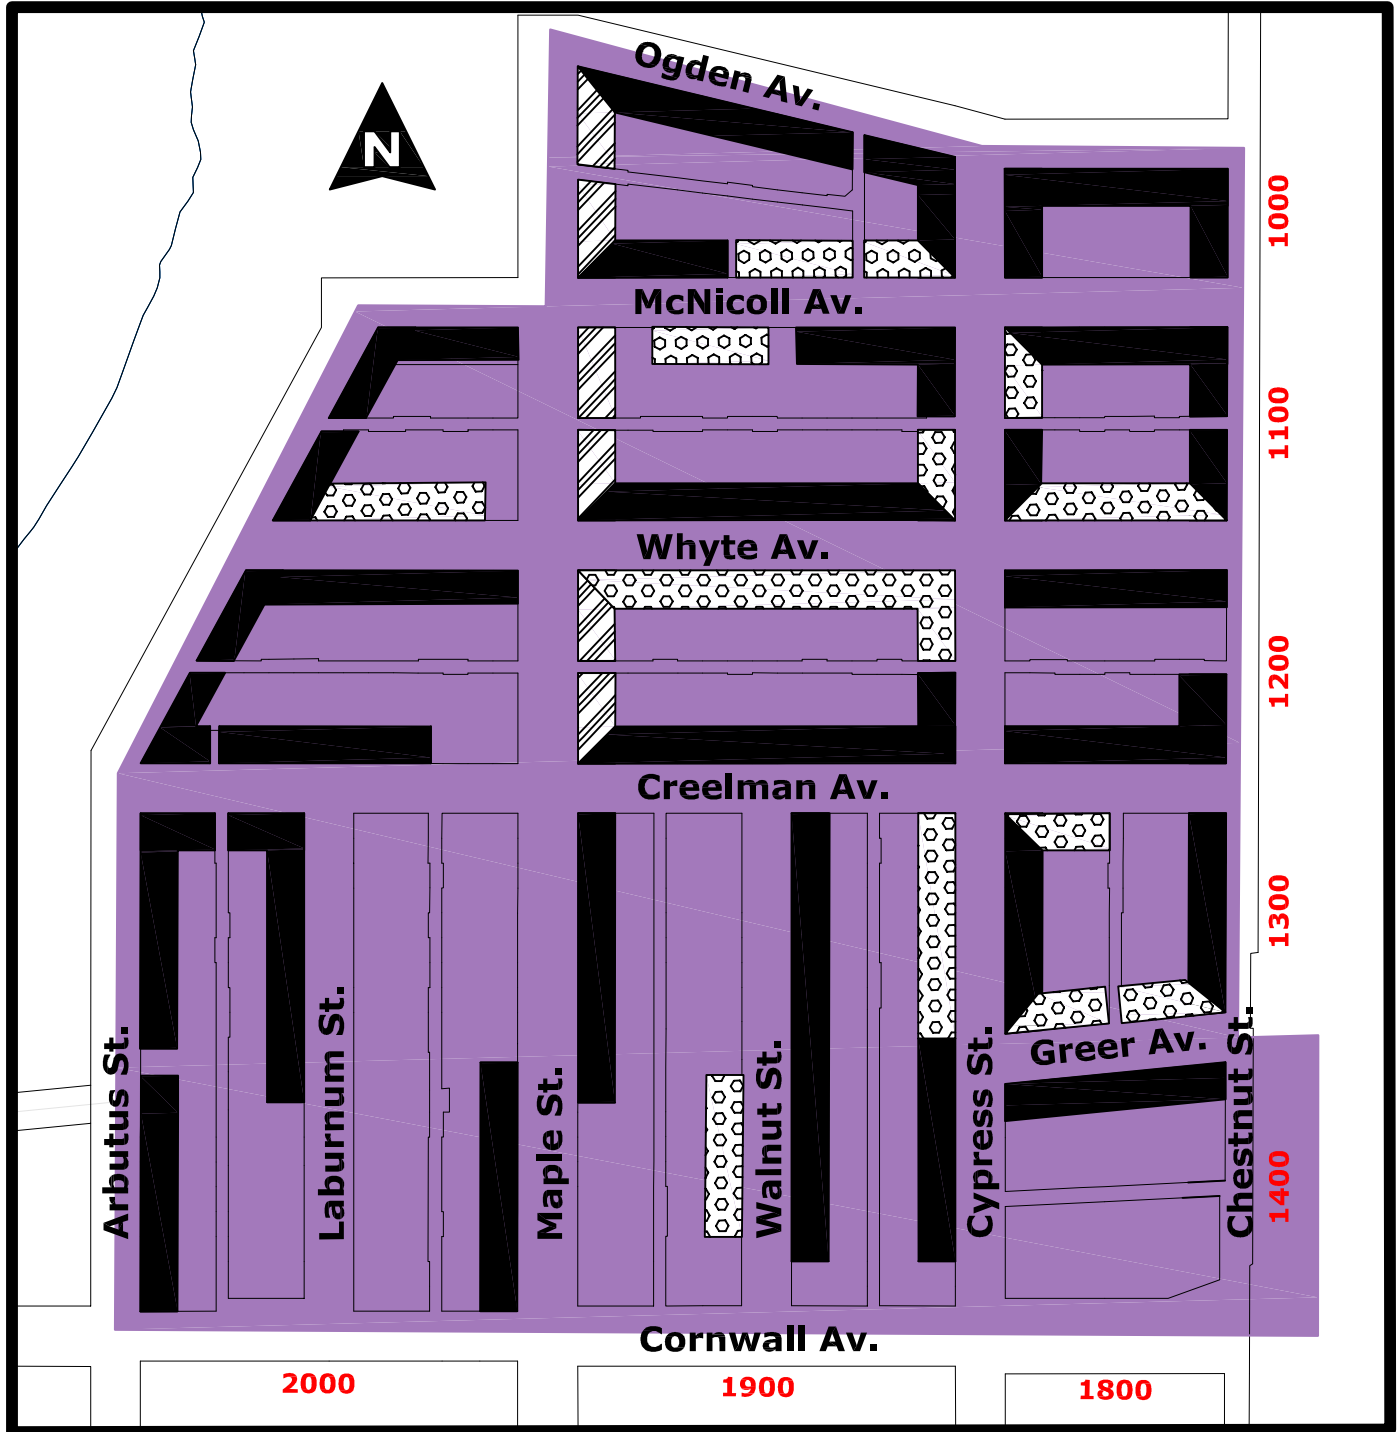 Ogden Av.
N
1000
McNicoll Av.
1100
Whyte Av.
1200
Creelman Av.
1300
Arbutus St.
Laburnum St.
Maple St.
Walnut St.
Cypress St.
Greer Av.
Chestnut St.
1400
Cornwall Av.
2000
1900
1800